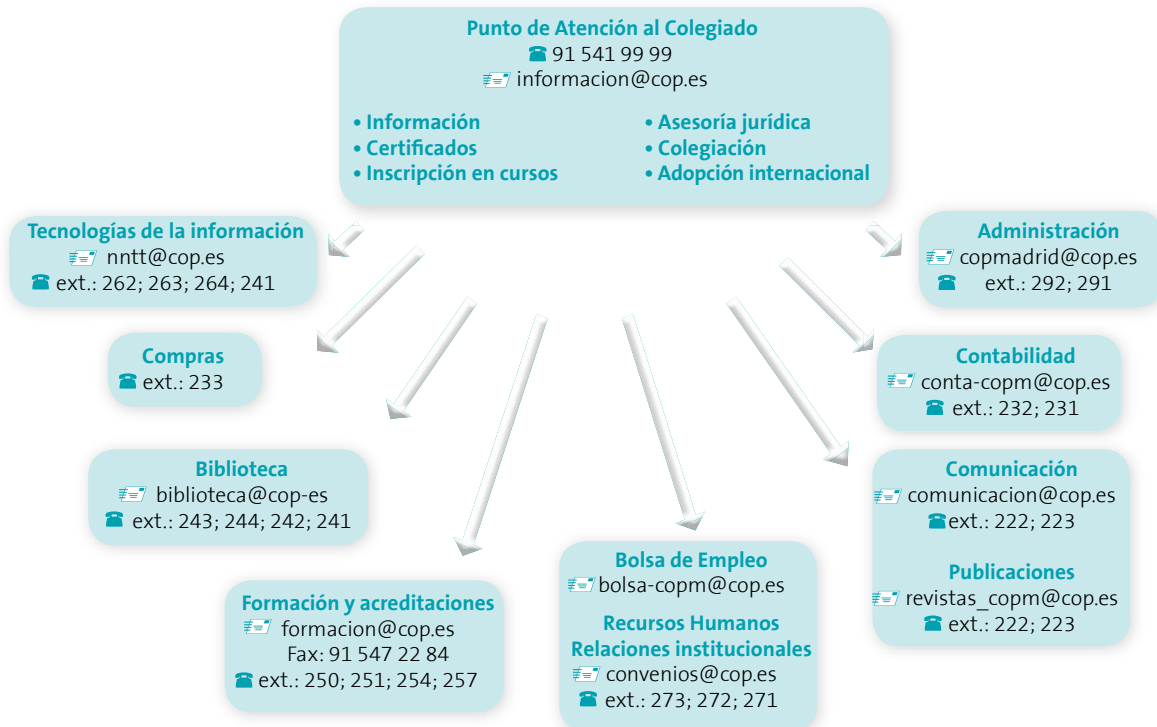 Punto de Atención al Colegiado
91 541 99 99
informacion@cop.es
• Información
• Certificados
• Inscripción en cursos
• Asesoría jurídica
• Colegiación
• Adopción internacional
Tecnologías de la información
nntt@cop.es
ext.: 262; 263; 264; 241
Administración
copmadrid@cop.es
ext.: 292; 291
Compras
ext.: 233
Contabilidad
conta-copm@cop.es
ext.: 232; 231
Biblioteca
biblioteca@cop-es
ext.: 243; 244; 242; 241
Comunicación
comunicacion@cop.es
ext.: 222; 223
Publicaciones
revistas_copm@cop.es
ext.: 222; 223
Formación y acreditaciones
formacion@cop.es
Fax: 91 547 22 84
ext.: 250; 251; 254; 257
Bolsa de Empleo
bolsa-copm@cop.es
Recursos Humanos
Relaciones institucionales
convenios@cop.es
ext.: 273; 272; 271